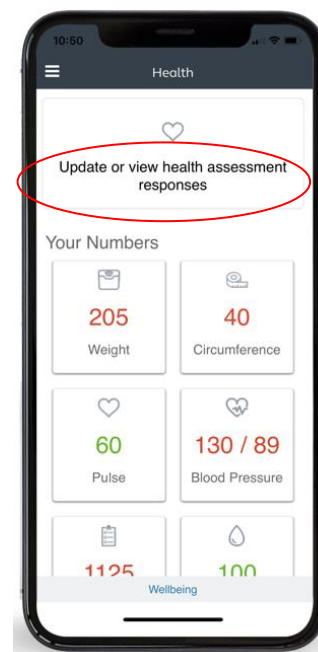 10:50
Health
Update or view health assessment
responses
Your Numbers
205
40
Weight
Circumference
60
130 / 89
Pulse
Blood Pressure
1125
100
Wellbeing